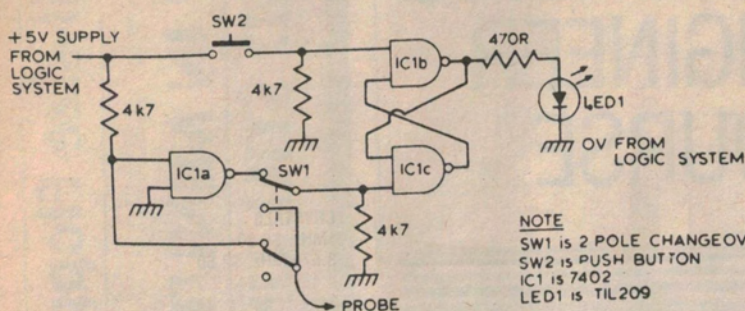 SW2
+5V SUPPLY
FROM
LOGIC
SYSTEM
4k7
4k7
IC1b
470R
LED1
0V FROM
LOGIC SYSTEM
IC1a
SW1
IC1c
4k7
PROBE
NOTE
SW1 is 2 POLE CHANGEOV
SW2 is PUSH BUTTON
IC1 is 7402
LED1 is TIL209